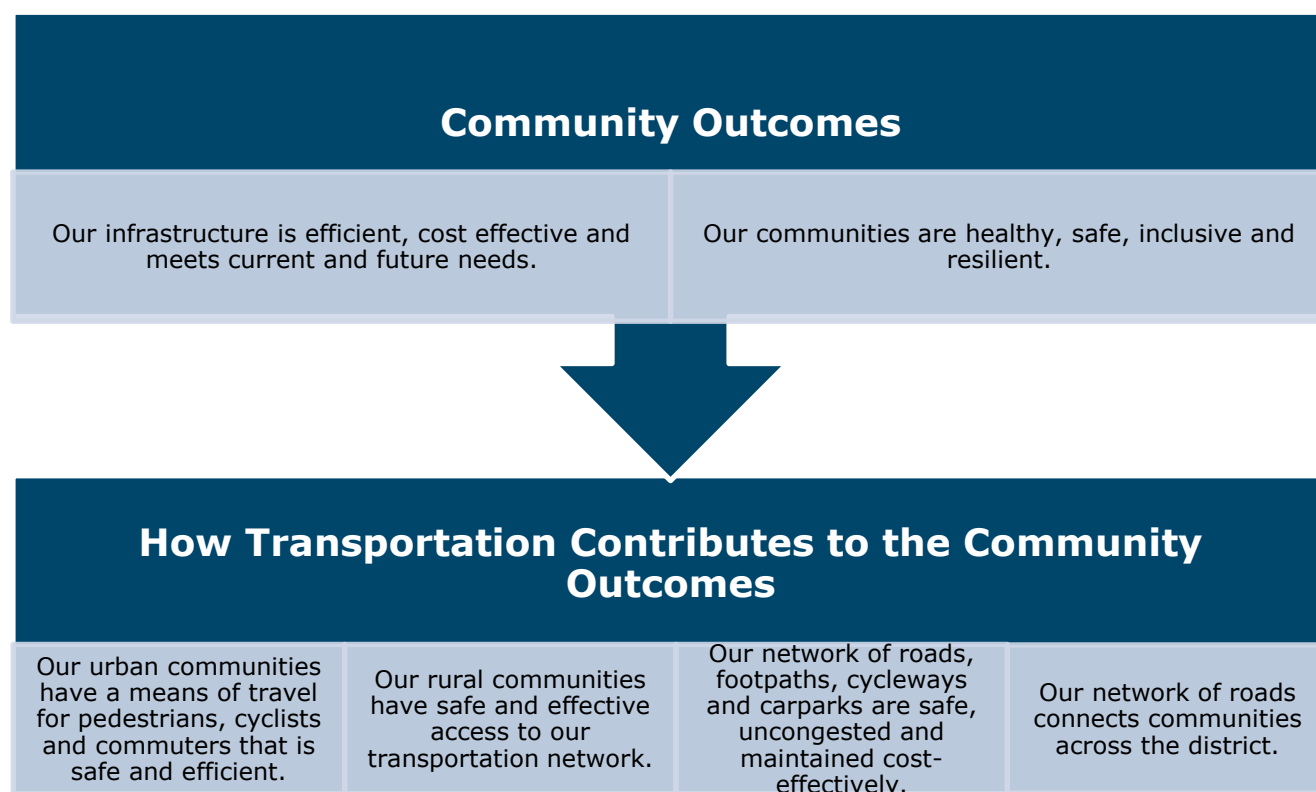 Community Outcomes
Our infrastructure is efficient, cost effective and
meets current and future needs.
Our communities are healthy, safe, inclusive and
resilient.
How Transportation Contributes to the Community
Outcomes
Our urban communities
have a means of travel
for pedestrians, cyclists
and commuters that is
safe and efficient.
Our rural communities
have safe and effective
access to our
transportation network.
Our network of roads,
footpaths, cycleways
and carparks are safe,
uncongested and
maintained cost-
effectively.
Our network of roads
connects communities
across the district.